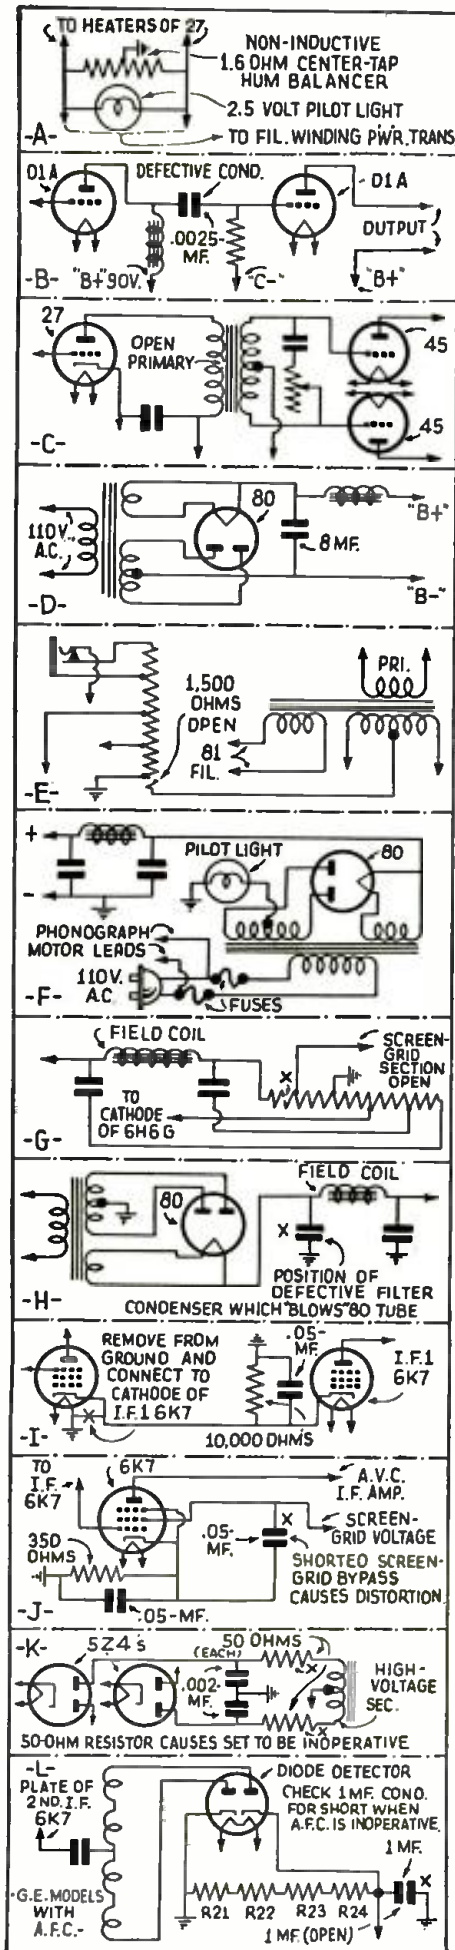 TO HEATERS OF 27
NON-INDUCTIVE
1.6 OHM CENTER-TAP
HUM BALANCER
2.5 VOLT PILOT LIGHT
-A-
TO FIL. WINDING PWR. TRANS.
01A
DEFECTIVE COND.
01A
.0025-
MF.
OUTPUT
-B-
"B+" 90V.
"C-"
"B+"
27
OPEN
PRIMARY
45
45
-C-
80
110V.
A.C.
8 MF.
"B+"
"B-"
-D-
PRI.
1,500
OHMS
OPEN
81
FIL.
-E-
+
PILOT LIGHT
80
-
PHONOGRAPH
MOTOR LEADS
110V.
A.C.
-F-
FUSES
FIELD COIL
SCREEN-
GRID
SECTION
OPEN
X
TO
CATHODE
OF 6H6G
-G-
FIELD COIL
80
X
POSITION OF
DEFECTIVE FILTER
-H-
CONDENSER WHICH "BLOWS" 80 TUBE
REMOVE FROM
GROUND AND
CONNECT TO
CATHODE OF
I.F.1 6K7
.05-
MF.
I.F.1
6K7
X
-I-
10,000 OHMS
TO
I.F.
6K7
6K7
A.V.C.
I.F. AMP.
X
SCREEN-
GRID VOLTAGE
350
OHMS
.05-
MF.
SHORTED SCREEN-
GRID BYPASS
CAUSES DISTORTION
-J-
.05-MF.
-K-
5Z4's
(EACH)
50 OHMS
.002-
MF.
X
HIGH-
VOLTAGE
SEC.
X
50-OHM RESISTOR CAUSES SET TO BE INOPERATIVE
-L-
PLATE OF
2ND. I.F.
6K7
DIODE DETECTOR
CHECK 1 MF. COND.
FOR SHORT WHEN
A.F.C. IS INOPERATIVE
1 MF.
X
-G.E. MODELS
WITH
A.F.C.-
R21 R22 R23 R24
1 MF. (OPEN)